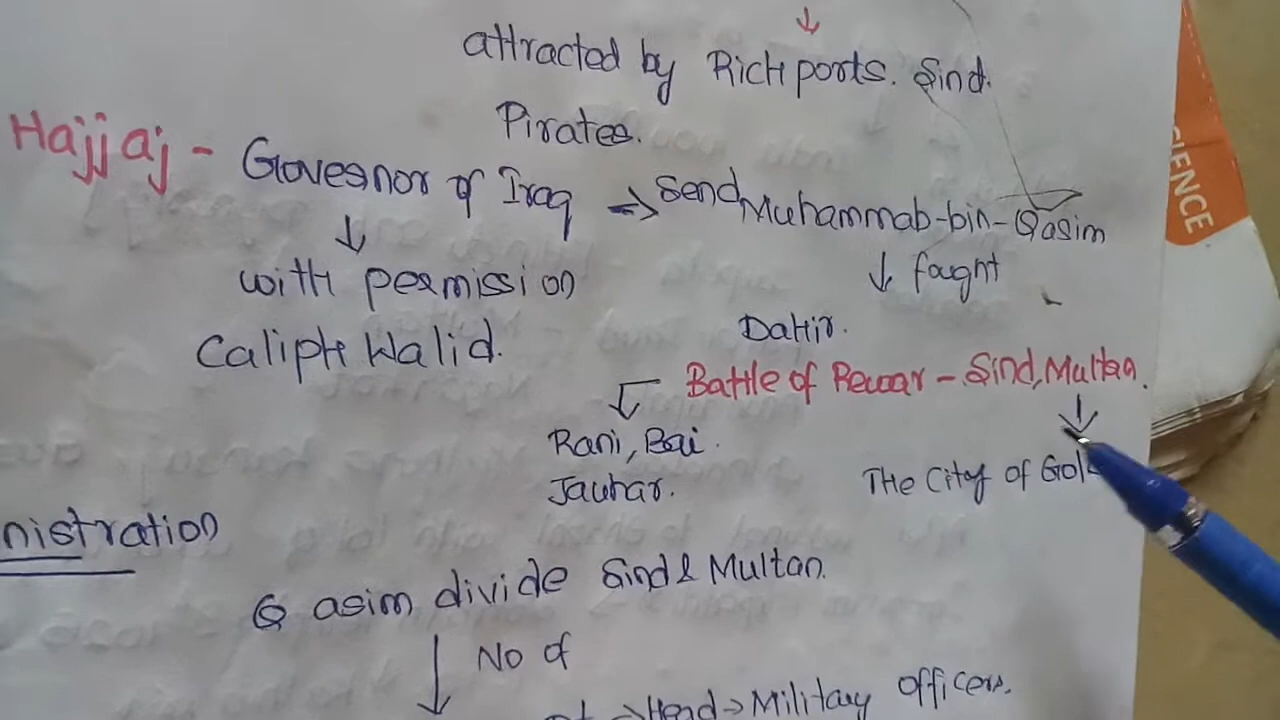 attracted by Rich ports. Sind.
Pirates.
Hajjaj - Governor of Iraq → Send Muhammab-bin-Qasim
↓ ↓ faught
with permission
Caliph Walid.
Dahir.
Battle of Rewar - Sind, Multan.
Rani, Bai.
Jauhar.
The City of Gol
nistration
Qasim divide Sind & Multan.
↓ No of
→ Head → Military officers.
IENCE